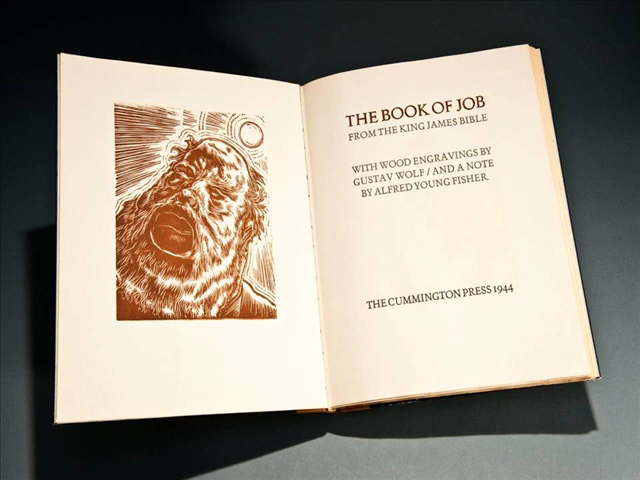 THE BOOK OF JOB
FROM THE KING JAMES BIBLE
WITH WOOD ENGRAVINGS BY
GUSTAV WOLF / AND A NOTE
BY ALFRED YOUNG FISHER
THE CUMMINGTON PRESS 1944